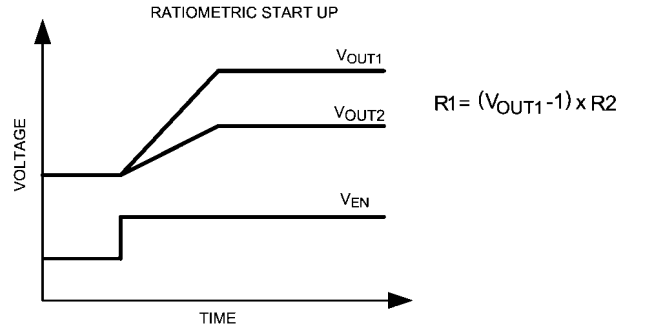 RATIOMETRIC START UP
VOUT1
R1 = (VOUT1 -1) x R2
VOUT2
VOLTAGE
VEN
TIME